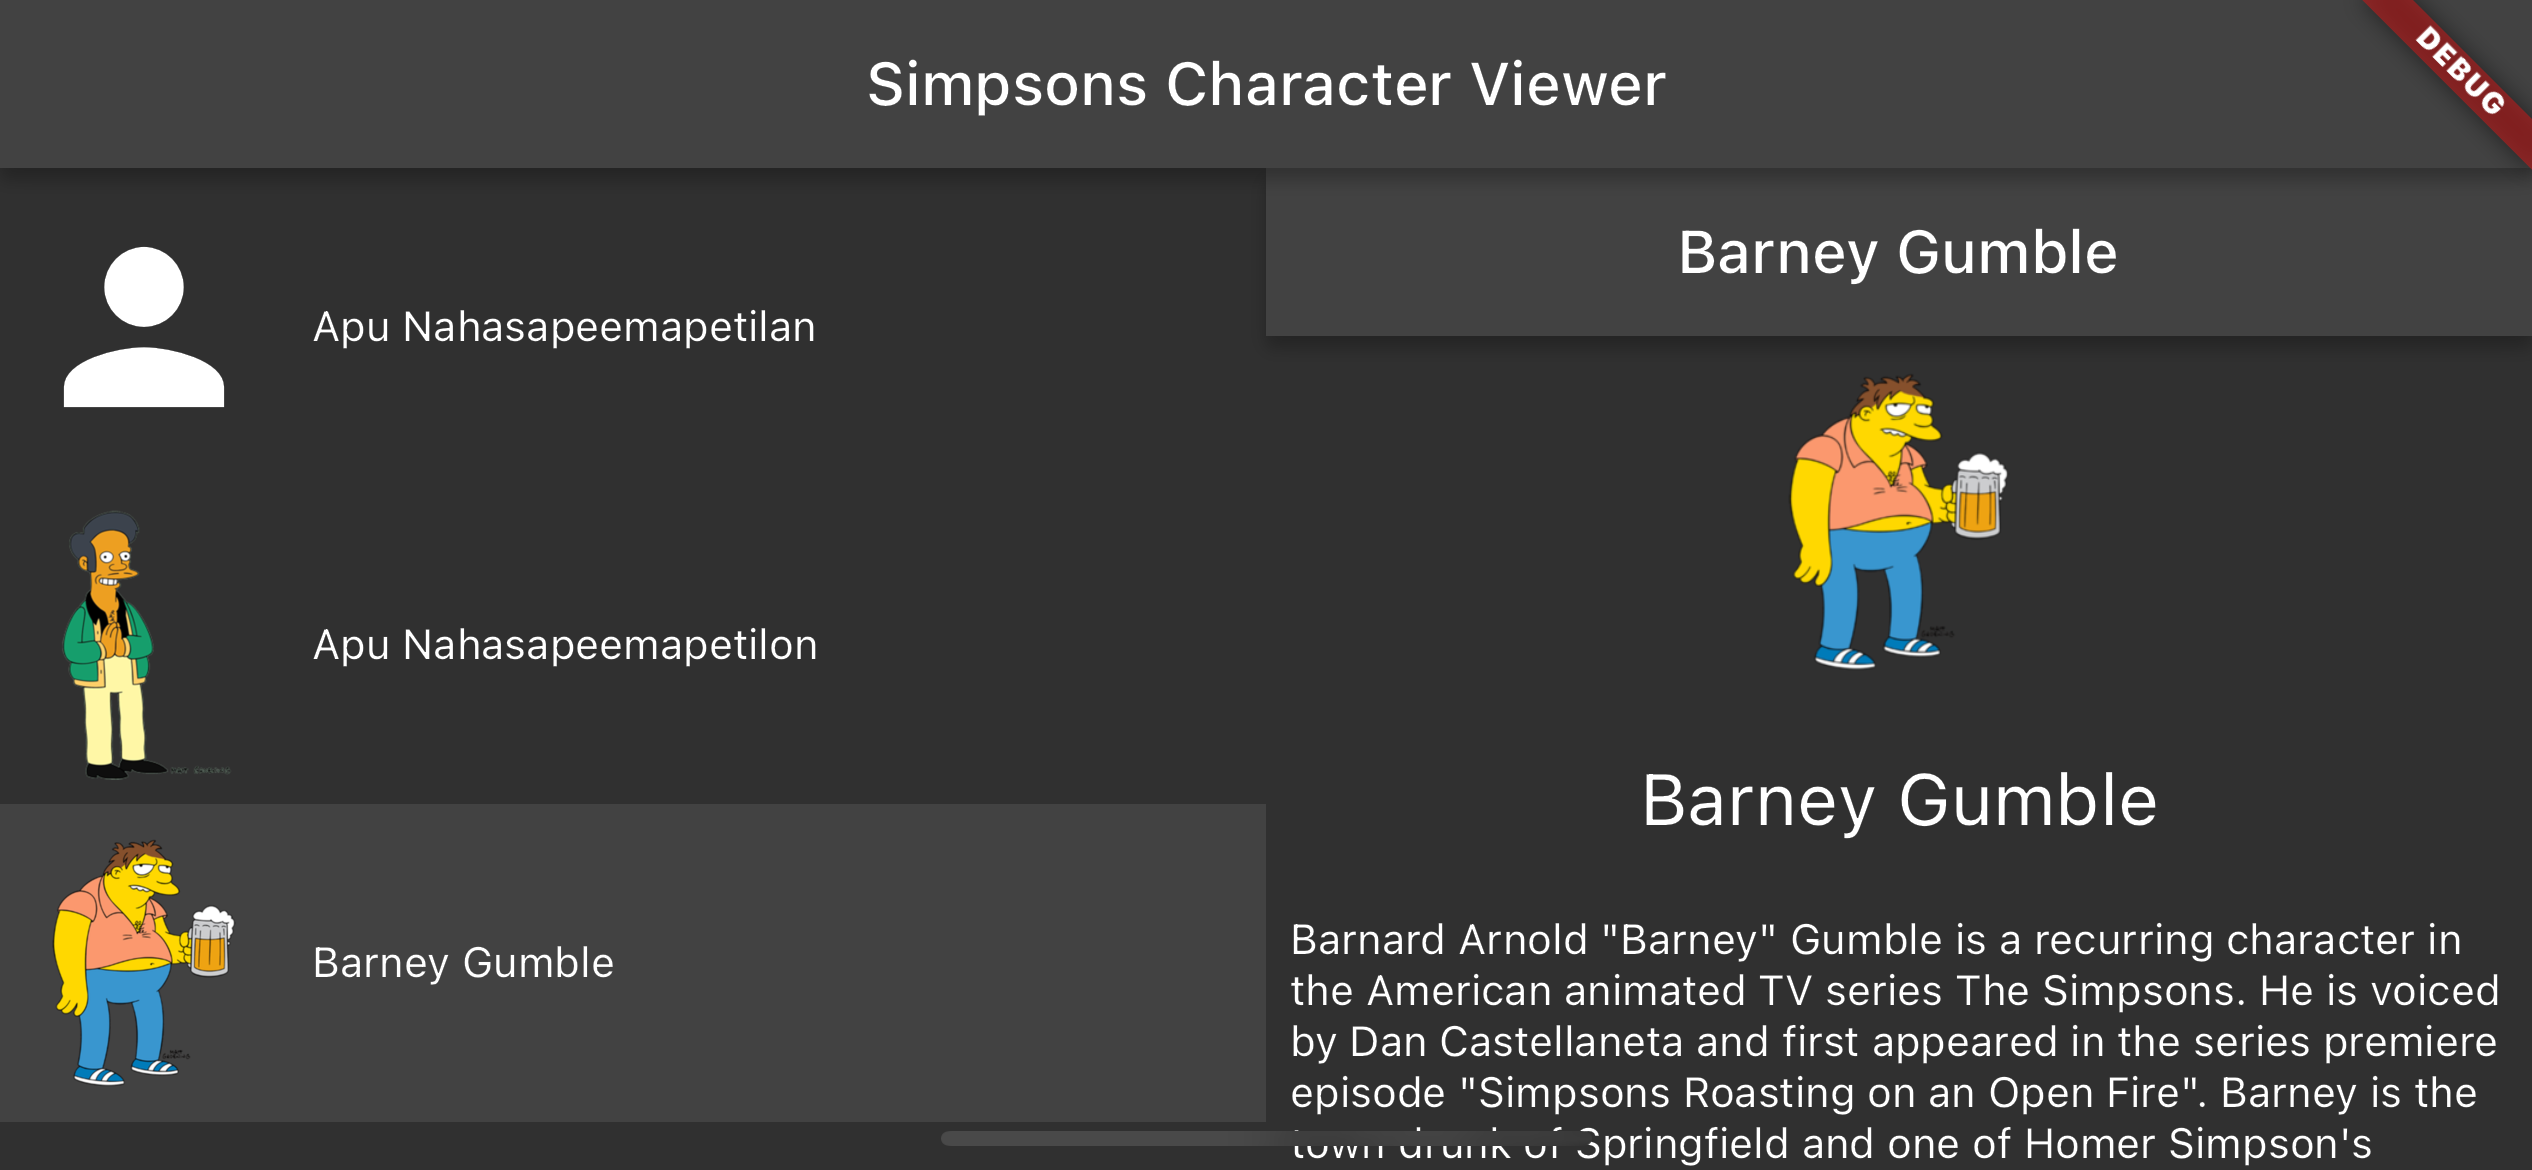 Simpsons Character Viewer
DEBUG
Apu Nahasapeemapetilan
Apu Nahasapeemapetilon
Barney Gumble
Barney Gumble
Barney Gumble
Barnard Arnold "Barney" Gumble is a recurring character in
the American animated TV series The Simpsons. He is voiced
by Dan Castellaneta and first appeared in the series premiere
episode "Simpsons Roasting on an Open Fire". Barney is the
town drunk of Springfield and one of Homer Simpson's